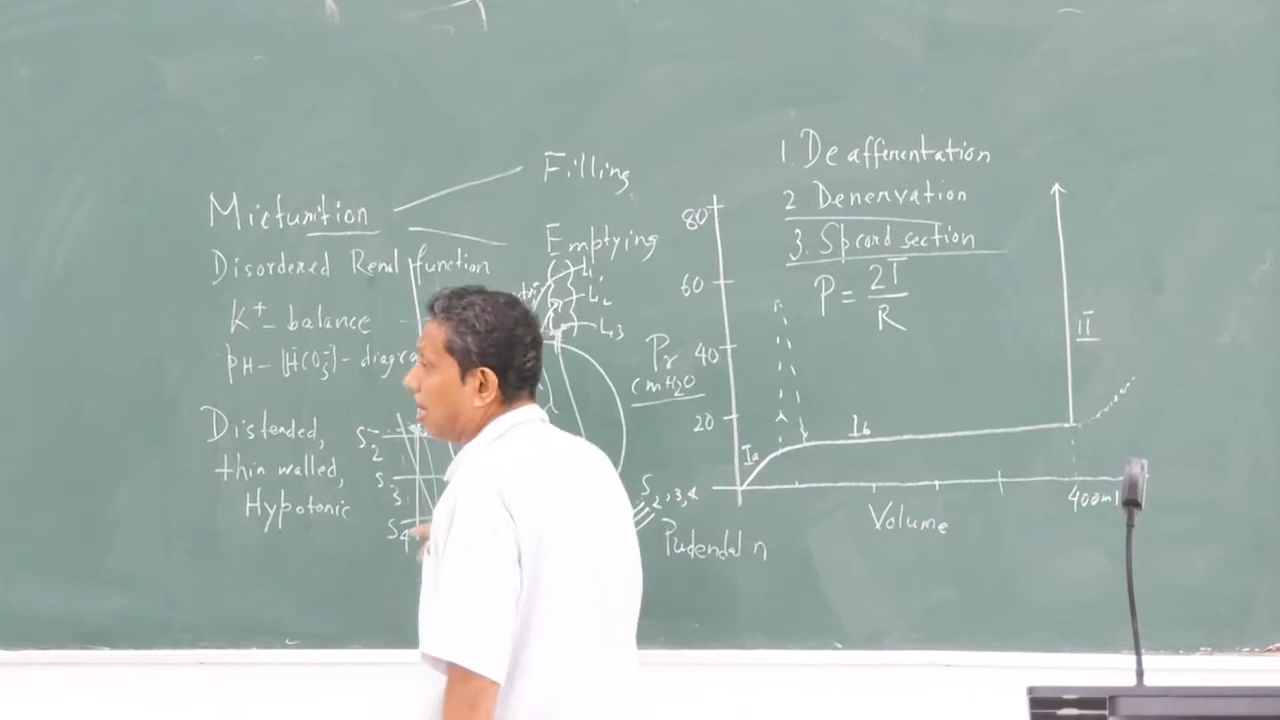 Micturition
Filling
Emptying
Disordered Renal function
K+ - balance -
pH - [HCO3-] - diagra
Distended,
thin walled,
Hypotonic
S2
S3
S4
L1
L2
L3
S2,3,4
Pudendal n
1. De afferentation
2 Denervation
3. Sp cord section
P = 2T/R
80
60
40
20
Pr
cmH2O
Ia
Ib
II
400ml
Volume